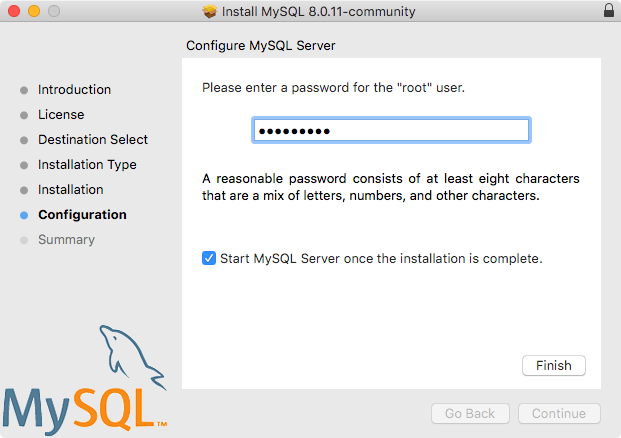 Install MySQL 8.0.11-community
Configure MySQL Server
Introduction
License
Destination Select
Installation Type
Installation
Configuration
Summary
Please enter a password for the "root" user.
•••••••••
A reasonable password consists of at least eight characters
that are a mix of letters, numbers, and other characters.
Start MySQL Server once the installation is complete.
Finish
MySQL™
Go Back
Continue